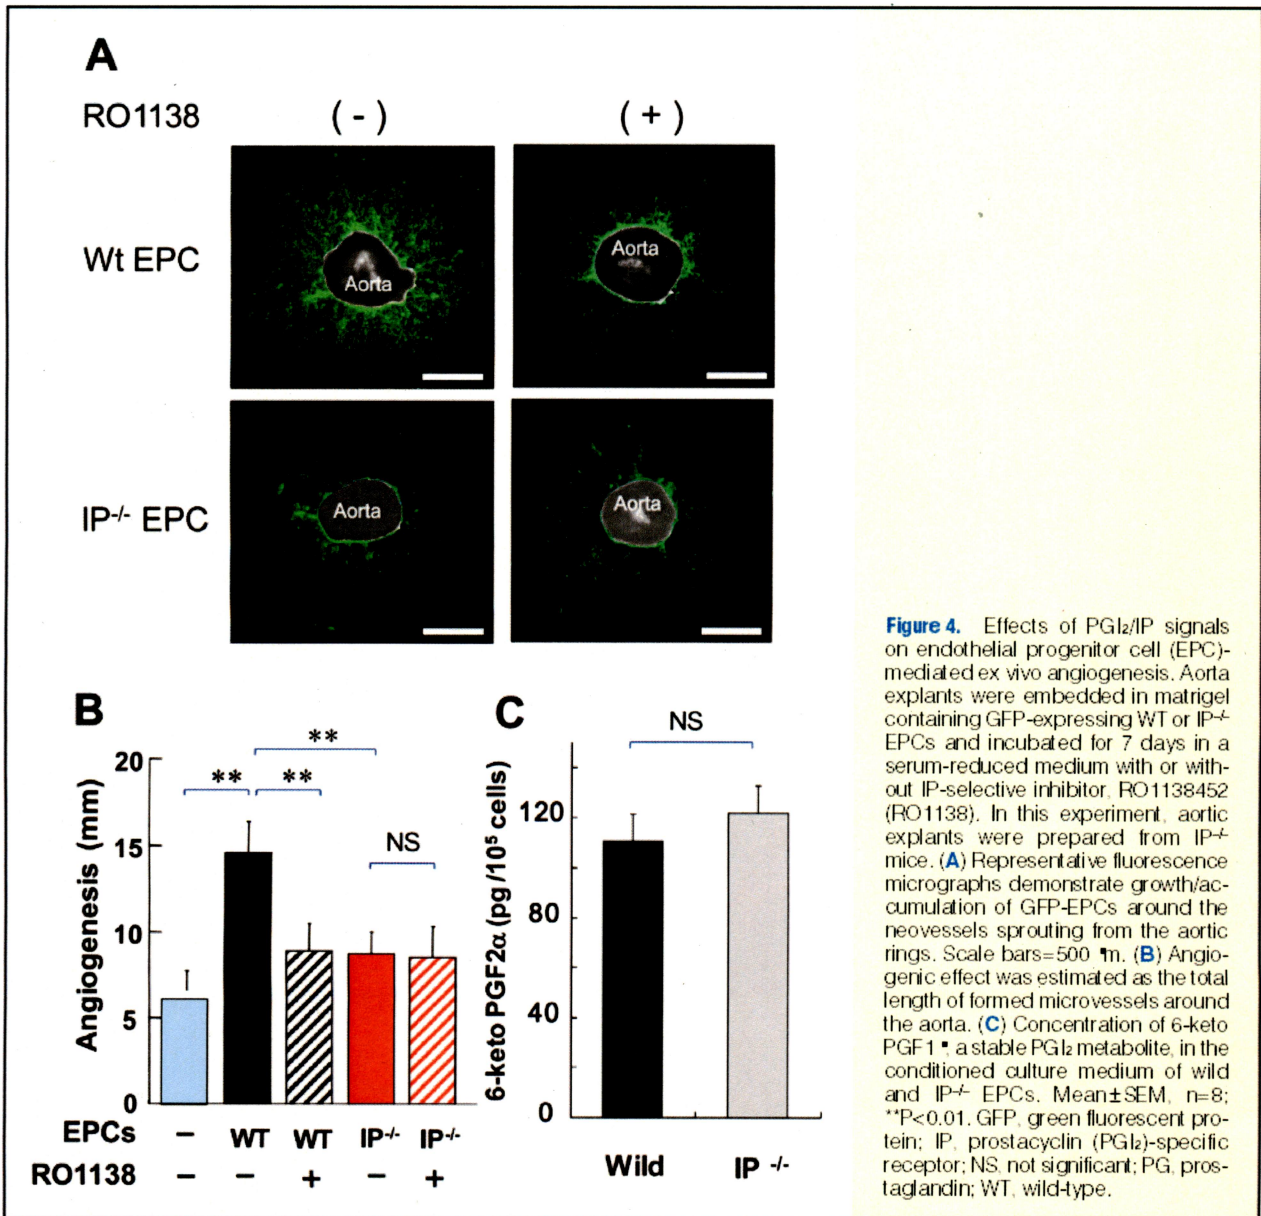 A
RO1138 ( - ) ( + )
Wt EPC
Aorta
Aorta
IP-/- EPC
Aorta
Aorta
B
Angiogenesis (mm)
20
15
10
5
0
**
**
**
NS
EPCs – WT WT IP-/- IP-/-
RO1138 – – + – +
C
6-keto PGF2α (pg /10⁵ cells)
120
80
40
0
NS
Wild IP -/-
Figure 4. Effects of PGI₂/IP signals
on endothelial progenitor cell (EPC)-
mediated ex vivo angiogenesis. Aorta
explants were embedded in matrigel
containing GFP-expressing WT or IP-/-
EPCs and incubated for 7 days in a
serum-reduced medium with or with-
out IP-selective inhibitor, RO1138452
(RO1138). In this experiment, aortic
explants were prepared from IP-/-
mice. (A) Representative fluorescence
micrographs demonstrate growth/ac-
cumulation of GFP-EPCs around the
neovessels sprouting from the aortic
rings. Scale bars=500 m. (B) Angio-
genic effect was estimated as the total
length of formed microvessels around
the aorta. (C) Concentration of 6-keto
PGF1 , a stable PGI₂ metabolite, in the
conditioned culture medium of wild
and IP-/- EPCs. Mean±SEM, n=8;
**P<0.01. GFP, green fluorescent pro-
tein; IP, prostacyclin (PGI₂)-specific
receptor; NS, not significant; PG, pros-
taglandin; WT, wild-type.